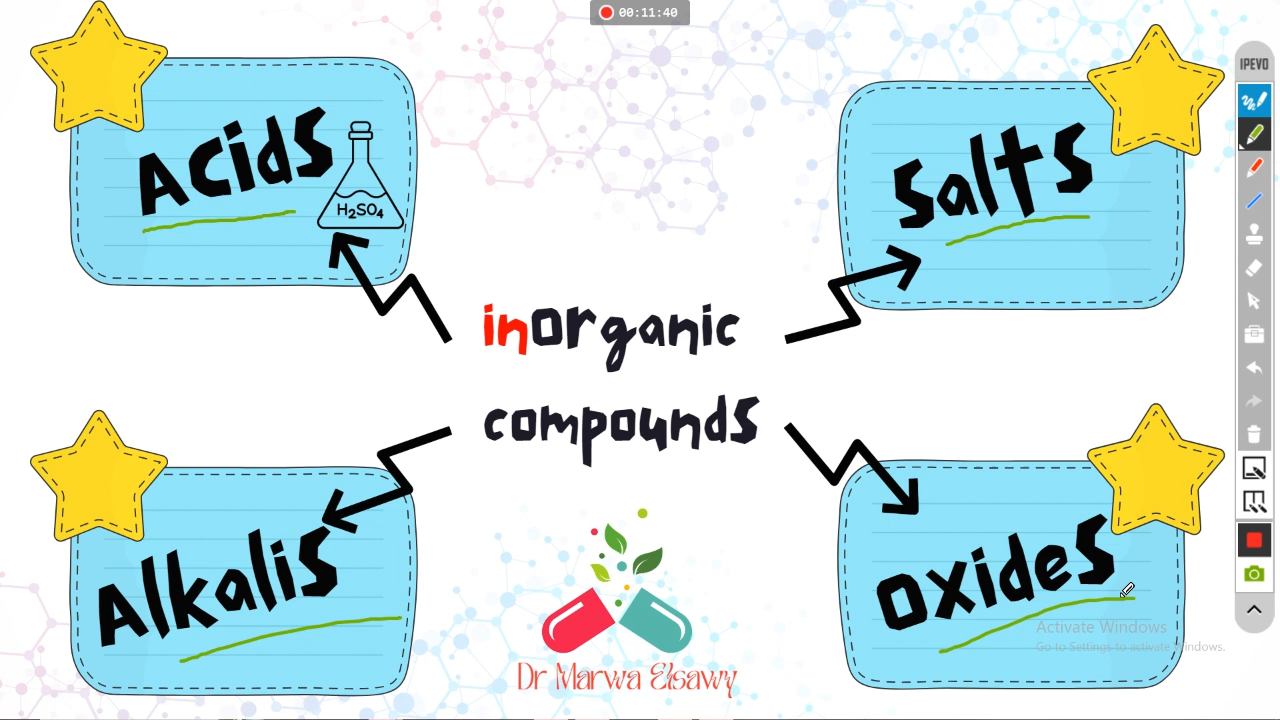 00:11:40
IPEVO
Acids
H₂SO₄
Salts
inorganic
compounds
Alkalis
Oxides
Dr Marwa Elsawy
Activate Windows
Go to Settings to activate Windows.